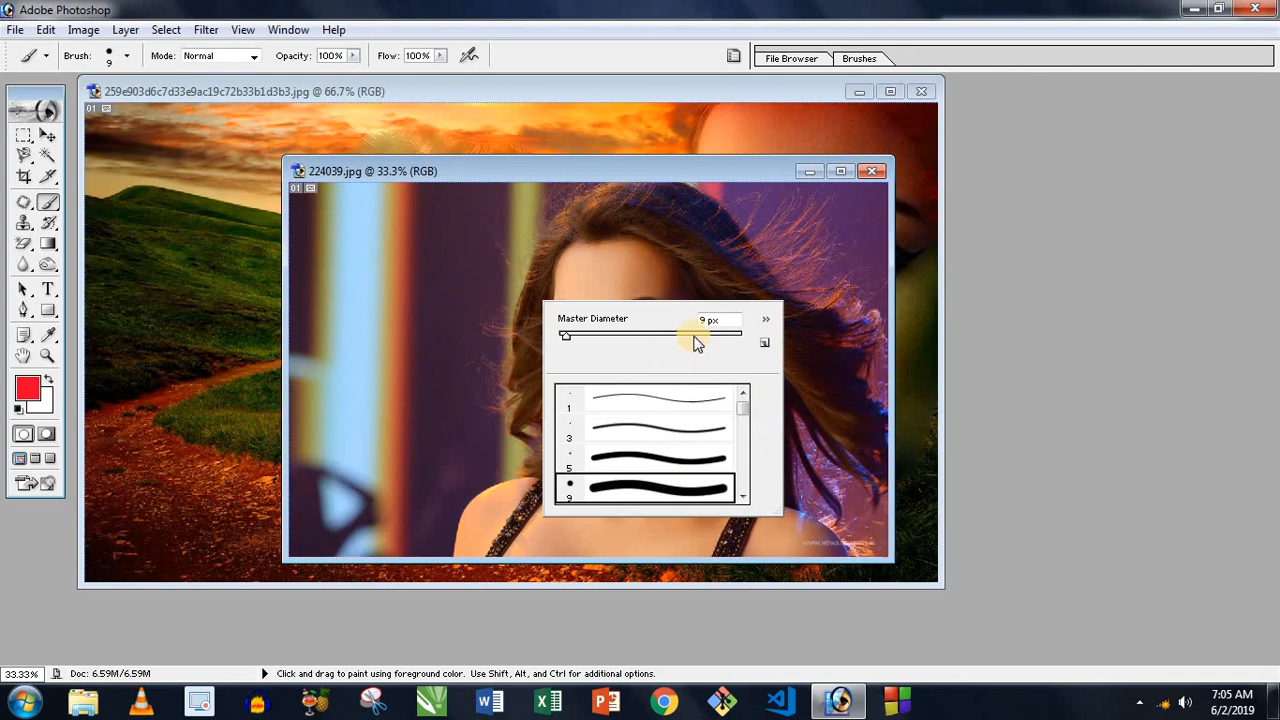 Adobe Photoshop
File Edit Image Layer Select Filter View Window Help
Brush: 9 Mode: Normal Opacity: 100% Flow: 100% File Browser Brushes
259e903d6c7d33e9ac19c72b33b1d3b3.jpg @ 66.7% (RGB)
01
224039.jpg @ 33.3% (RGB)
01
Master Diameter 9 px
1
3
5
9
33.33% Doc: 6.59M/6.59M Click and drag to paint using foreground color. Use Shift, Alt, and Ctrl for additional options.
7:05 AM
6/2/2019